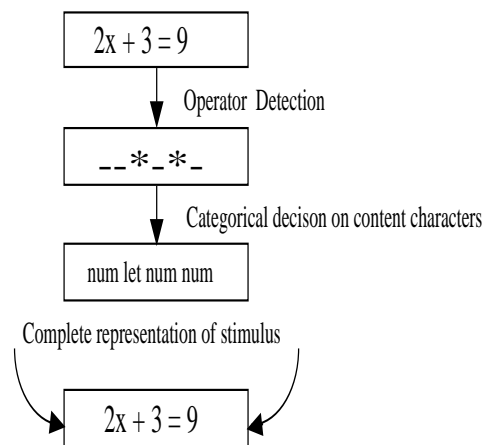 2x + 3 = 9
Operator Detection
__*_*_
Categorical decison on content characters
num let num num
Complete representation of stimulus
2x + 3 = 9